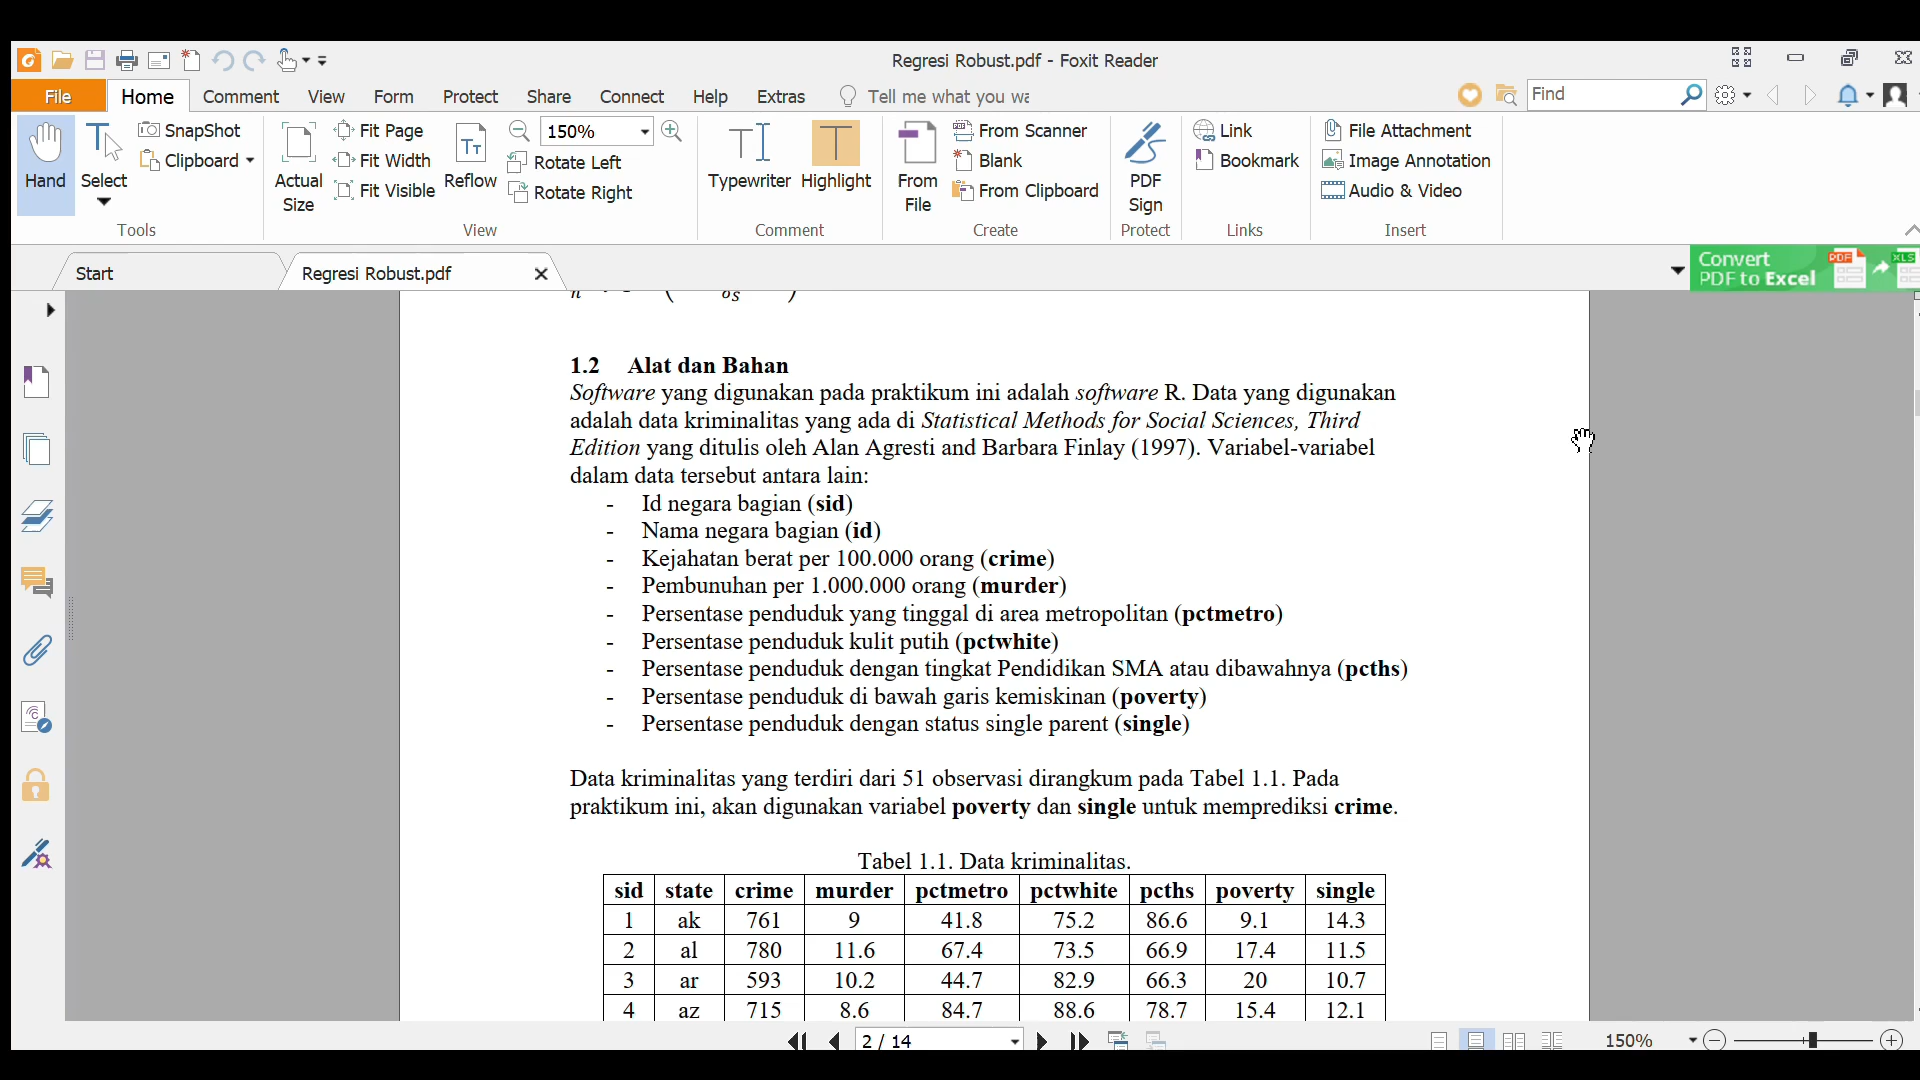 Regresi Robust.pdf - Foxit Reader
File Home Comment View Form Protect Share Connect Help Extras Tell me what you wa Find
Hand
Select
SnapShot
Clipboard
Tools
Actual Size
Fit Page
Fit Width
Fit Visible
Reflow
150%
Rotate Left
Rotate Right
View
Typewriter
Highlight
Comment
From File
From Scanner
Blank
From Clipboard
Create
PDF Sign
Protect
Link
Bookmark
Links
File Attachment
Image Annotation
Audio & Video
Insert
Start
Regresi Robust.pdf
Convert
PDF to Excel
PDF
XLS
1.2 Alat dan Bahan
Software yang digunakan pada praktikum ini adalah software R. Data yang digunakan
adalah data kriminalitas yang ada di Statistical Methods for Social Sciences, Third
Edition yang ditulis oleh Alan Agresti and Barbara Finlay (1997). Variabel-variabel
dalam data tersebut antara lain:
- Id negara bagian (sid)
- Nama negara bagian (id)
- Kejahatan berat per 100.000 orang (crime)
- Pembunuhan per 1.000.000 orang (murder)
- Persentase penduduk yang tinggal di area metropolitan (pctmetro)
- Persentase penduduk kulit putih (pctwhite)
- Persentase penduduk dengan tingkat Pendidikan SMA atau dibawahnya (pcths)
- Persentase penduduk di bawah garis kemiskinan (poverty)
- Persentase penduduk dengan status single parent (single)
Data kriminalitas yang terdiri dari 51 observasi dirangkum pada Tabel 1.1. Pada
praktikum ini, akan digunakan variabel poverty dan single untuk memprediksi crime.
Tabel 1.1. Data kriminalitas.
sid state crime murder pctmetro pctwhite pcths poverty single
1 ak 761 9 41.8 75.2 86.6 9.1 14.3
2 al 780 11.6 67.4 73.5 66.9 17.4 11.5
3 ar 593 10.2 44.7 82.9 66.3 20 10.7
4 az 715 8.6 84.7 88.6 78.7 15.4 12.1
2 / 14
150%